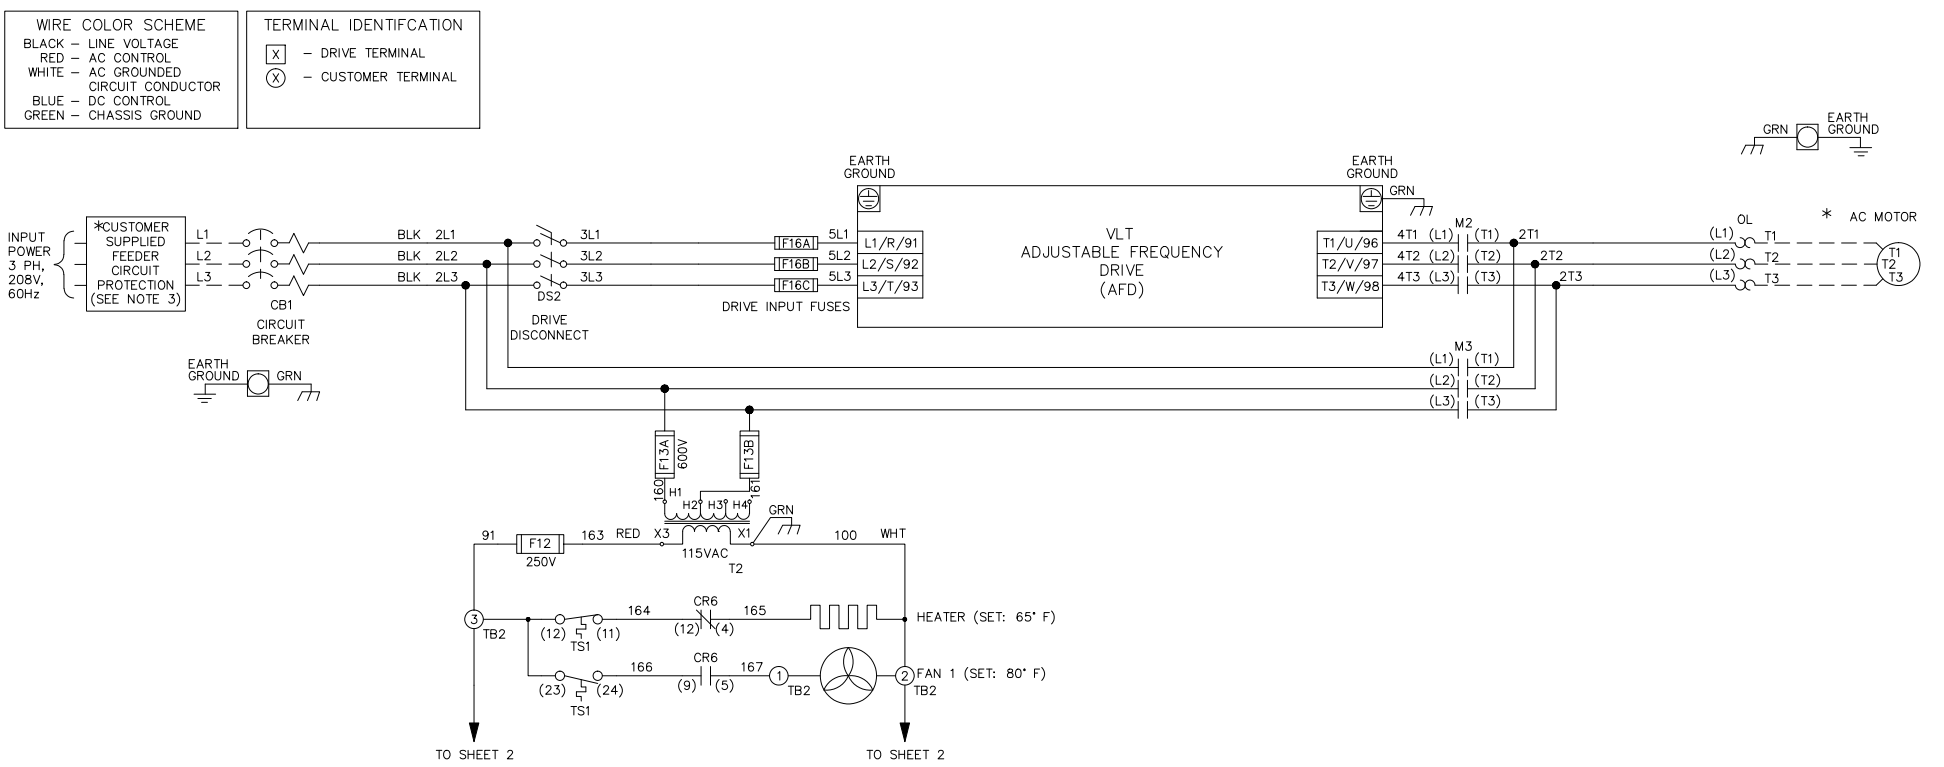 WIRE COLOR SCHEME
BLACK – LINE VOLTAGE
RED – AC CONTROL
WHITE – AC GROUNDED
CIRCUIT CONDUCTOR
BLUE – DC CONTROL
GREEN – CHASSIS GROUND
TERMINAL IDENTIFCATION
X – DRIVE TERMINAL
X – CUSTOMER TERMINAL
GRN
EARTH
GROUND
INPUT
POWER
3 PH,
208V,
60Hz
*CUSTOMER
SUPPLIED
FEEDER
CIRCUIT
PROTECTION
(SEE NOTE 3)
L1
L2
L3
CB1
CIRCUIT
BREAKER
BLK 2L1
BLK 2L2
BLK 2L3
DS2
DRIVE
DISCONNECT
3L1
3L2
3L3
F16A
F16B
F16C
DRIVE INPUT FUSES
5L1
5L2
5L3
EARTH
GROUND
L1/R/91
L2/S/92
L3/T/93
VLT
ADJUSTABLE FREQUENCY
DRIVE
(AFD)
EARTH
GROUND
GRN
T1/U/96
T2/V/97
T3/W/98
M2
4T1 (L1) (T1) 2T1
4T2 (L2) (T2) 2T2
4T3 (L3) (T3) 2T3
OL
(L1) T1
(L2) T2
(L3) T3
* AC MOTOR
T1
T2
T3
M3
(L1) (T1)
(L2) (T2)
(L3) (T3)
EARTH
GROUND
GRN
F13A
600V
F13B
160
161
H1
H2
H3
H4
GRN
91
F12
250V
163
RED
X3
X1
115VAC
T2
100
WHT
3
TB2
(12)
(11)
TS1
164
CR6
(12)
(4)
165
HEATER (SET: 65° F)
(23)
(24)
TS1
166
CR6
(9)
(5)
167
1
TB2
2
TB2
FAN 1 (SET: 80° F)
TO SHEET 2
TO SHEET 2